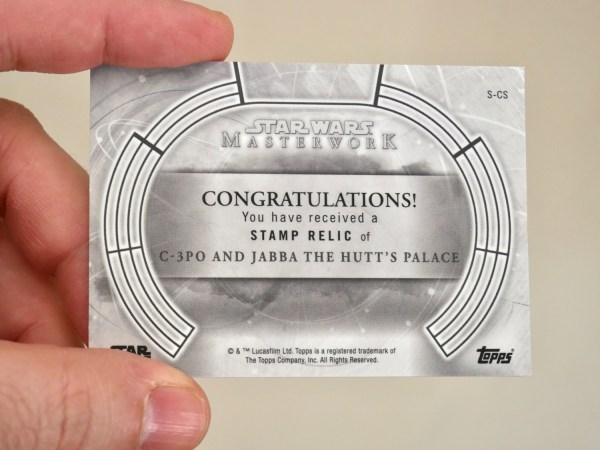 S-CS
STAR WARS
MASTERWORK
CONGRATULATIONS!
You have received a
STAMP RELIC of
C-3PO AND JABBA THE HUTT'S PALACE
© & ™ Lucasfilm Ltd. Topps is a registered trademark of
The Topps Company, Inc. All Rights Reserved.
STAR
topps